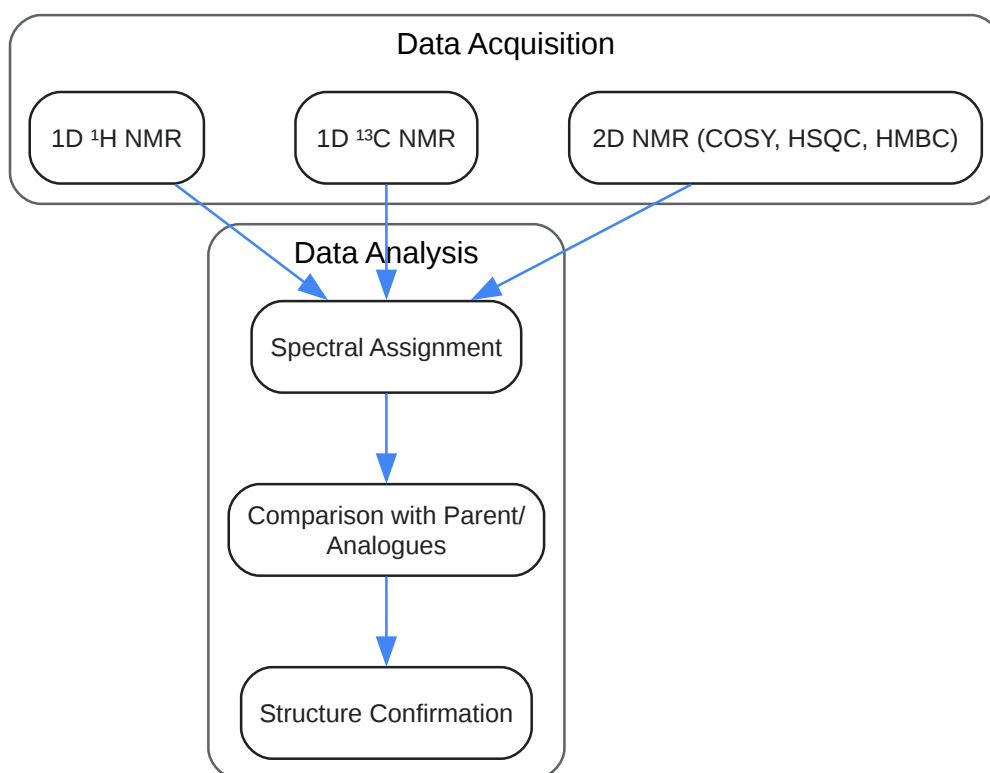 Data Acquisition
1D ¹H NMR
1D ¹³C NMR
2D NMR (COSY, HSQC, HMBC)
Data Analysis
Spectral Assignment
Comparison with Parent/
Analogues
Structure Confirmation